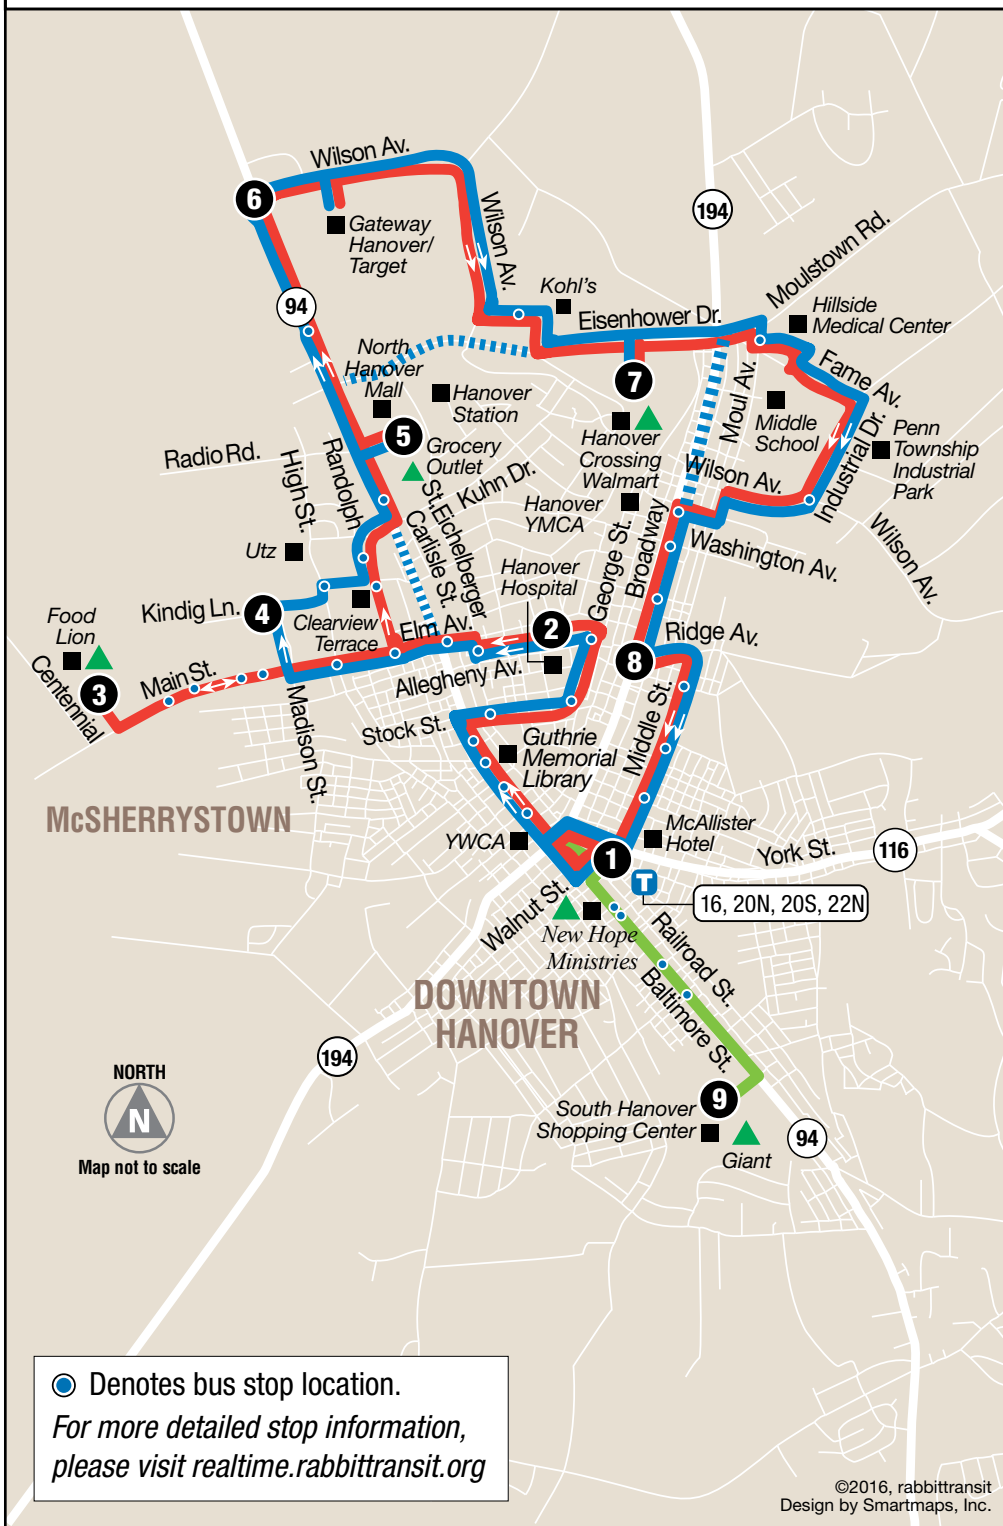 Wilson Av.
6
Gateway
Hanover/
Target
Wilson Av.
194
Moulstown Rd.
Kohl's
Eisenhower Dr.
Hillside
Medical Center
94
North
Hanover
Mall
Hanover
Station
7
Moul Av.
Fame Av.
Middle
School
Industrial Dr.
Penn
Township
Industrial
Park
5
Grocery
Outlet
Hanover
Crossing
Walmart
Radio Rd.
High St.
Randolph
St.
Eichelberger
Kuhn Dr.
Carlisle St.
Hanover
YMCA
Wilson Av.
Wilson Av.
Washington Av.
George St.
Broadway
Utz
Hanover
Hospital
Kindig Ln.
4
Clearview
Terrace
Elm Av.
2
Ridge Av.
Food
Lion
3
Centennial
Main St.
Madison St.
Allegheny Av.
8
Middle St.
Stock St.
Guthrie
Memorial
Library
McSHERRYSTOWN
YWCA
1
McAllister
Hotel
York St.
116
T
16, 20N, 20S, 22N
Walnut St.
New Hope
Ministries
Railroad St.
Baltimore St.
DOWNTOWN
HANOVER
194
NORTH
N
Map not to scale
9
South Hanover
Shopping Center
Giant
94
Denotes bus stop location.
For more detailed stop information,
please visit realtime.rabbittransit.org
©2016, rabbittransit
Design by Smartmaps, Inc.